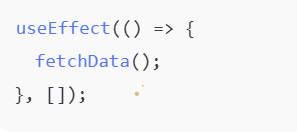 useEffect(() => {
  fetchData();
}, []);